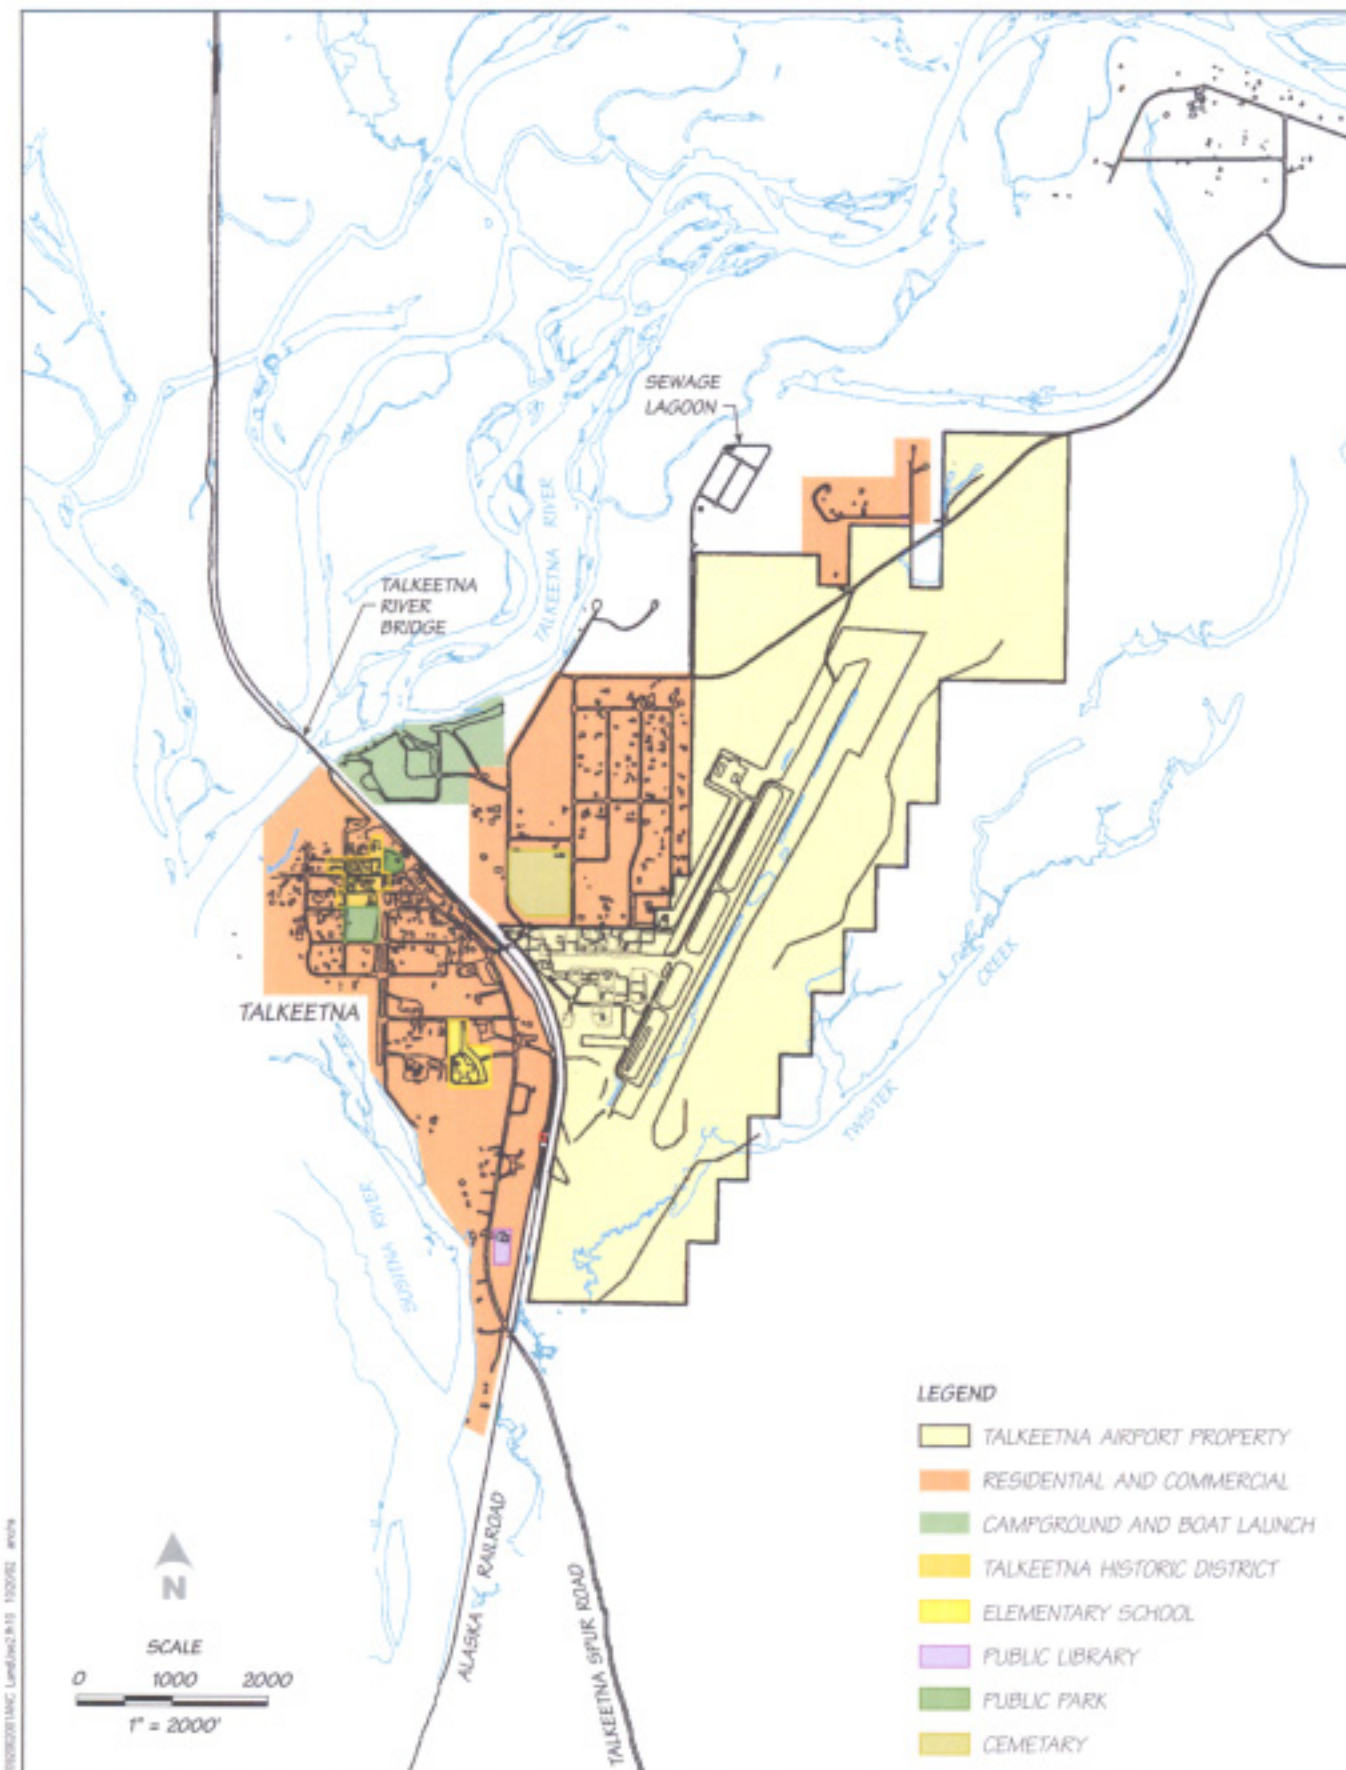 SEWAGE
LAGOON
TALKEETNA RIVER
TALKEETNA
RIVER
BRIDGE
TALKEETNA
TWISTER
CREEK
SUSITNA RIVER
LEGEND
TALKEETNA AIRPORT PROPERTY
RESIDENTIAL AND COMMERCIAL
CAMPGROUND AND BOAT LAUNCH
TALKEETNA HISTORIC DISTRICT
ELEMENTARY SCHOOL
PUBLIC LIBRARY
PUBLIC PARK
CEMETARY
ALASKA RAILROAD
TALKEETNA SPUR ROAD
N
SCALE
0 1000 2000
1" = 2000'